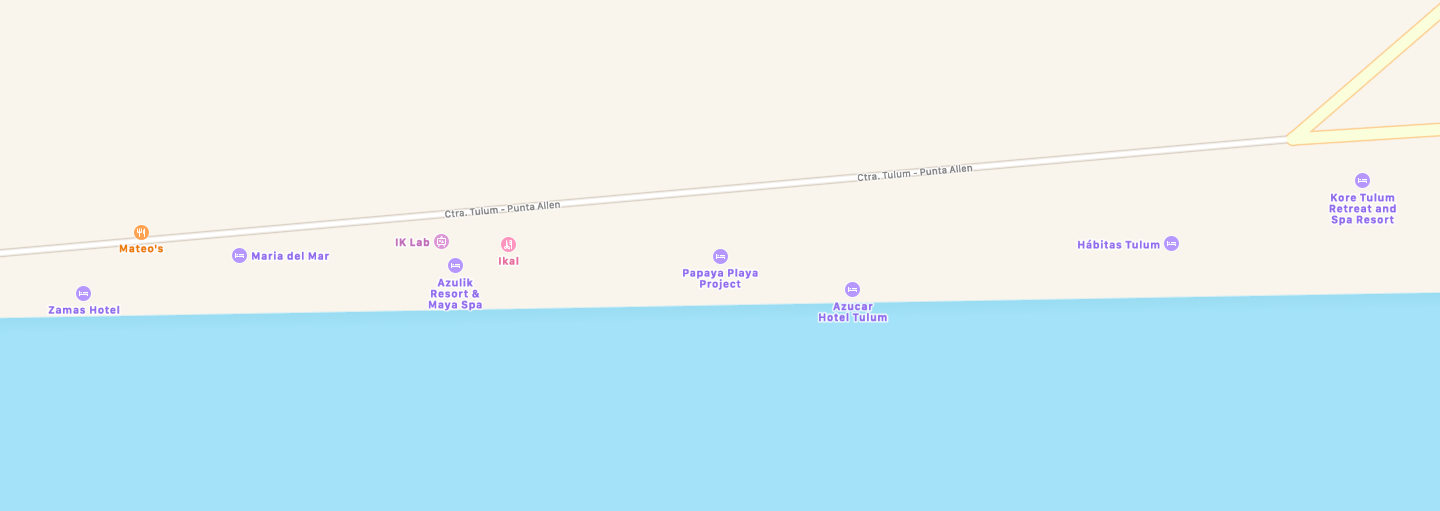 Ctra. Tulum - Punta Allen
Kore Tulum
Retreat and
Spa Resort
Ctra. Tulum - Punta Allen
Mateo's
IK Lab
Hábitas Tulum
Maria del Mar
Ikal
Papaya Playa
Project
Azulik
Resort &
Maya Spa
Zamas Hotel
Azucar
Hotel Tulum